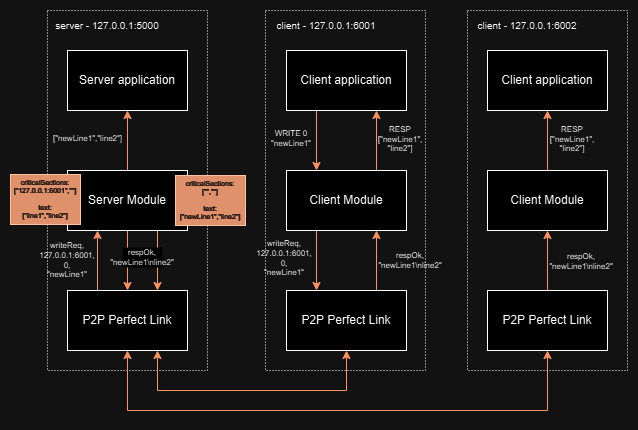 server - 127.0.0.1:5000
client - 127.0.0.1:6001
client - 127.0.0.1:6002
Server application
Client application
Client application
["newLine1","line2"]
WRITE 0
"newLine1"
RESP
["newLine1",
"line2"]
RESP
["newLine1",
"line2"]
criticalSections:
["127.0.0.1:6001",""]
text:
["line1","line2"]
Server Module
criticalSections:
["",""]
text:
["newLine1","line2"]
Client Module
Client Module
writeReq,
127.0.0.1:6001,
0,
"newLine1"
respOk,
"newLine1\nline2"
writeReq,
127.0.0.1:6001,
0,
"newLine1"
respOk,
"newLine1\nline2"
respOk,
"newLine1\nline2"
P2P Perfect Link
P2P Perfect Link
P2P Perfect Link